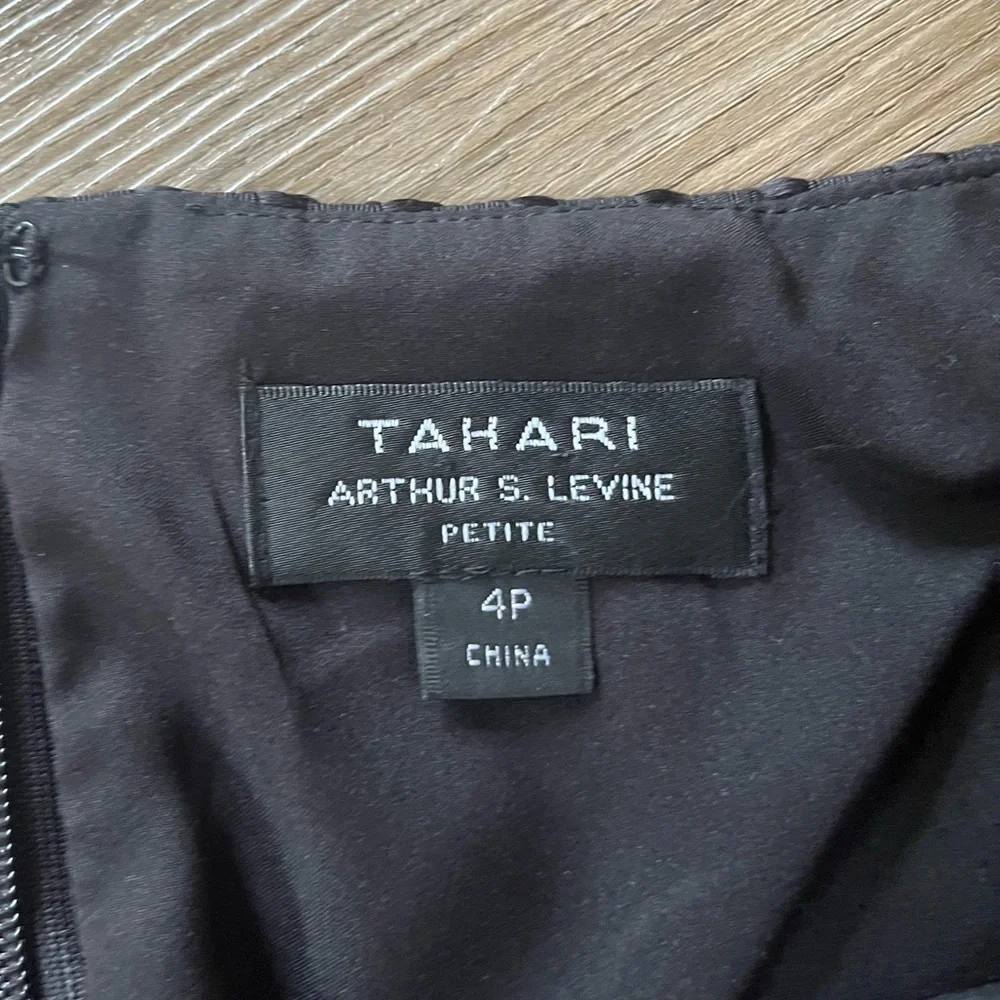 TAHARI
ARTHUR S. LEVINE
PETITE
4P
CHINA